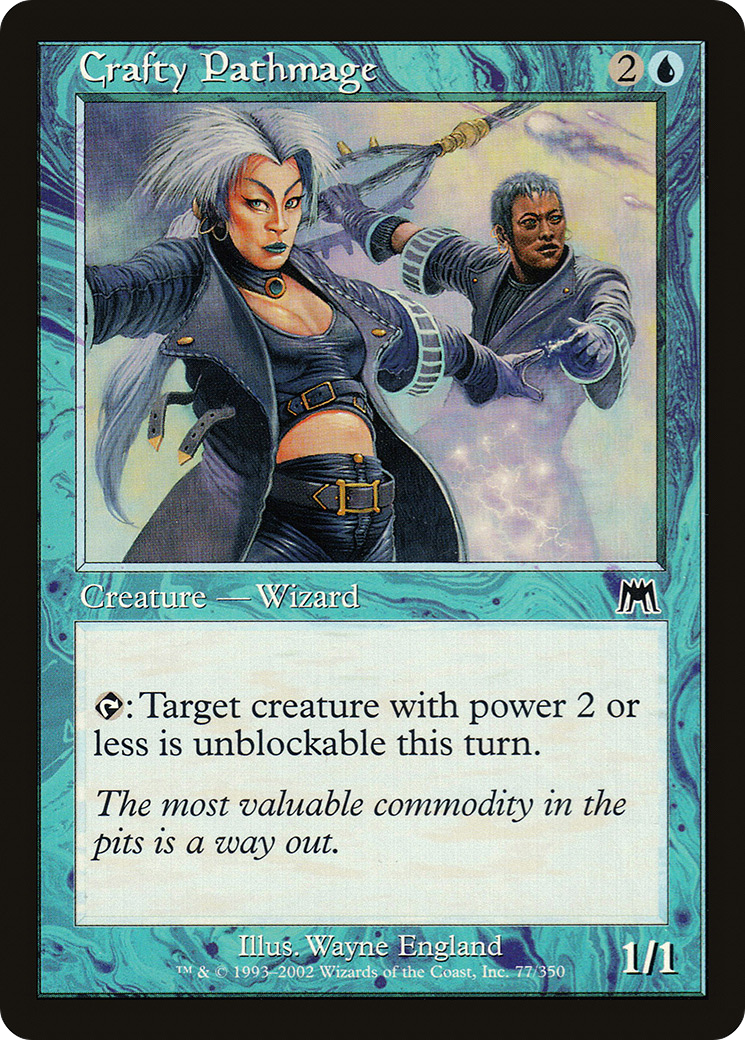 Crafty Pathmage 2
Creature — Wizard
: Target creature with power 2 or
less is unblockable this turn.
The most valuable commodity in the
pits is a way out.
Illus. Wayne England
™ & © 1993–2002 Wizards of the Coast, Inc. 77/350
1/1